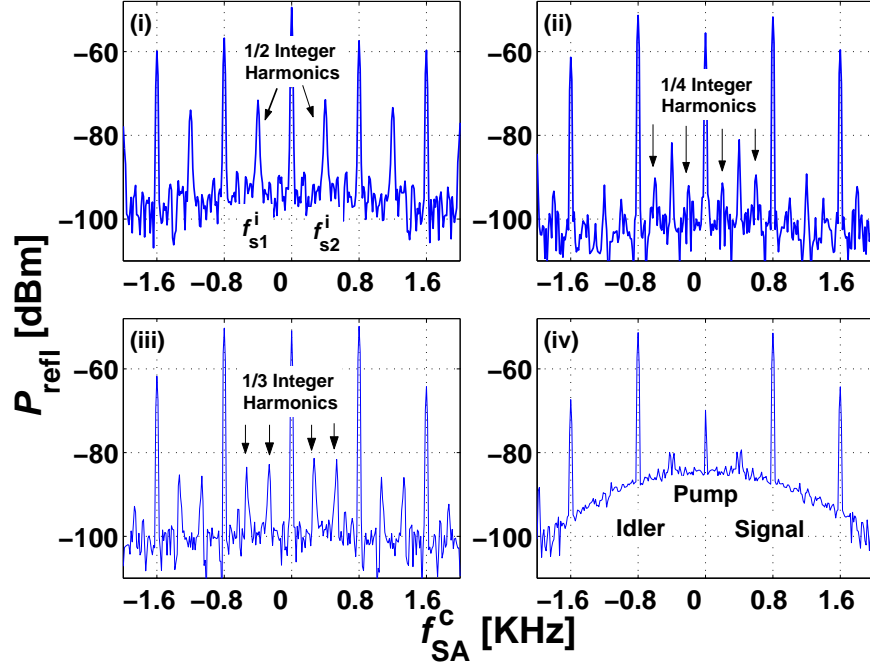 (i)
1/2 Integer
Harmonics
f^i_s1
f^i_s2
−60
−80
−100
−1.6 −0.8 0 0.8 1.6
(ii)
1/4 Integer
Harmonics
−60
−80
−100
−1.6 −0.8 0 0.8 1.6
P_refl [dBm]
(iii)
1/3 Integer
Harmonics
−60
−80
−100
−1.6 −0.8 0 0.8 1.6
(iv)
Pump
Idler Signal
−60
−80
−100
−1.6 −0.8 0 0.8 1.6
f^c_SA [KHz]